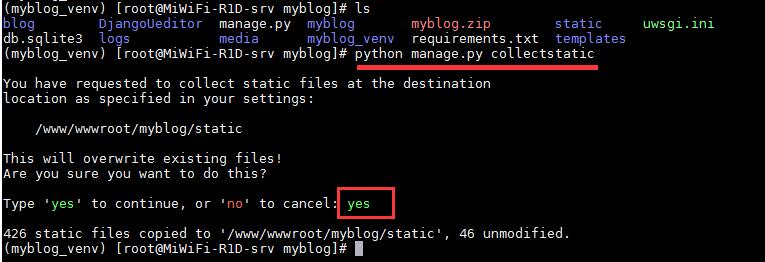 (myblog_venv) [root@MiWiFi-R1D-srv myblog]# ls
blog DjangoUeditor manage.py myblog myblog.zip static uwsgi.ini
db.sqlite3 logs media myblog_venv requirements.txt templates
(myblog_venv) [root@MiWiFi-R1D-srv myblog]# python manage.py collectstatic
You have requested to collect static files at the destination
location as specified in your settings:
/www/wwwroot/myblog/static
This will overwrite existing files!
Are you sure you want to do this?
Type 'yes' to continue, or 'no' to cancel: yes
426 static files copied to '/www/wwwroot/myblog/static', 46 unmodified.
(myblog_venv) [root@MiWiFi-R1D-srv myblog]#